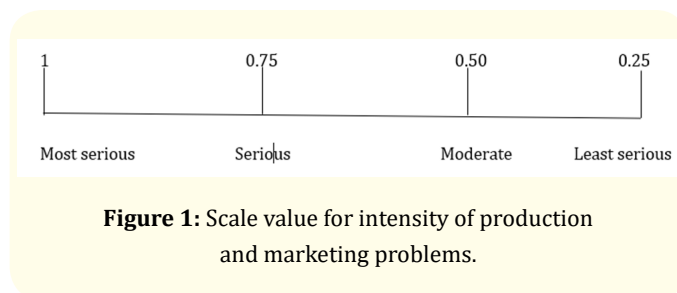 1 0.75 0.50 0.25
Most serious Serious Moderate Least serious
Figure 1: Scale value for intensity of production
and marketing problems.